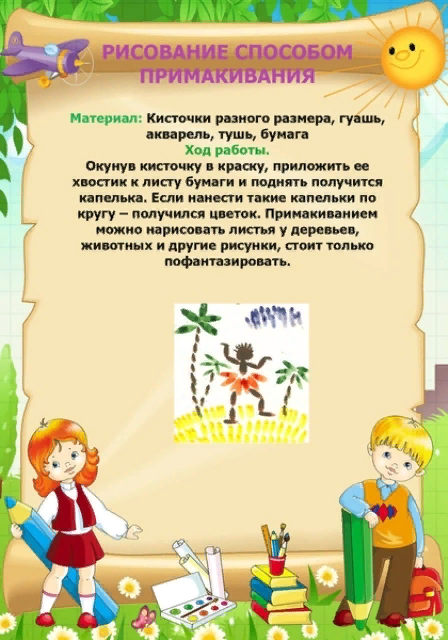 РИСОВАНИЕ СПОСОБОМ
ПРИМАКИВАНИЯ
Материал: Кисточки разного размера, гуашь,
акварель, тушь, бумага
Ход работы.
Окунув кисточку в краску, приложить ее
хвостик к листу бумаги и поднять получится
капелька. Если нанести такие капельки по
кругу – получился цветок. Примакиванием
можно нарисовать листья у деревьев,
животных и другие рисунки, стоит только
пофантазировать.